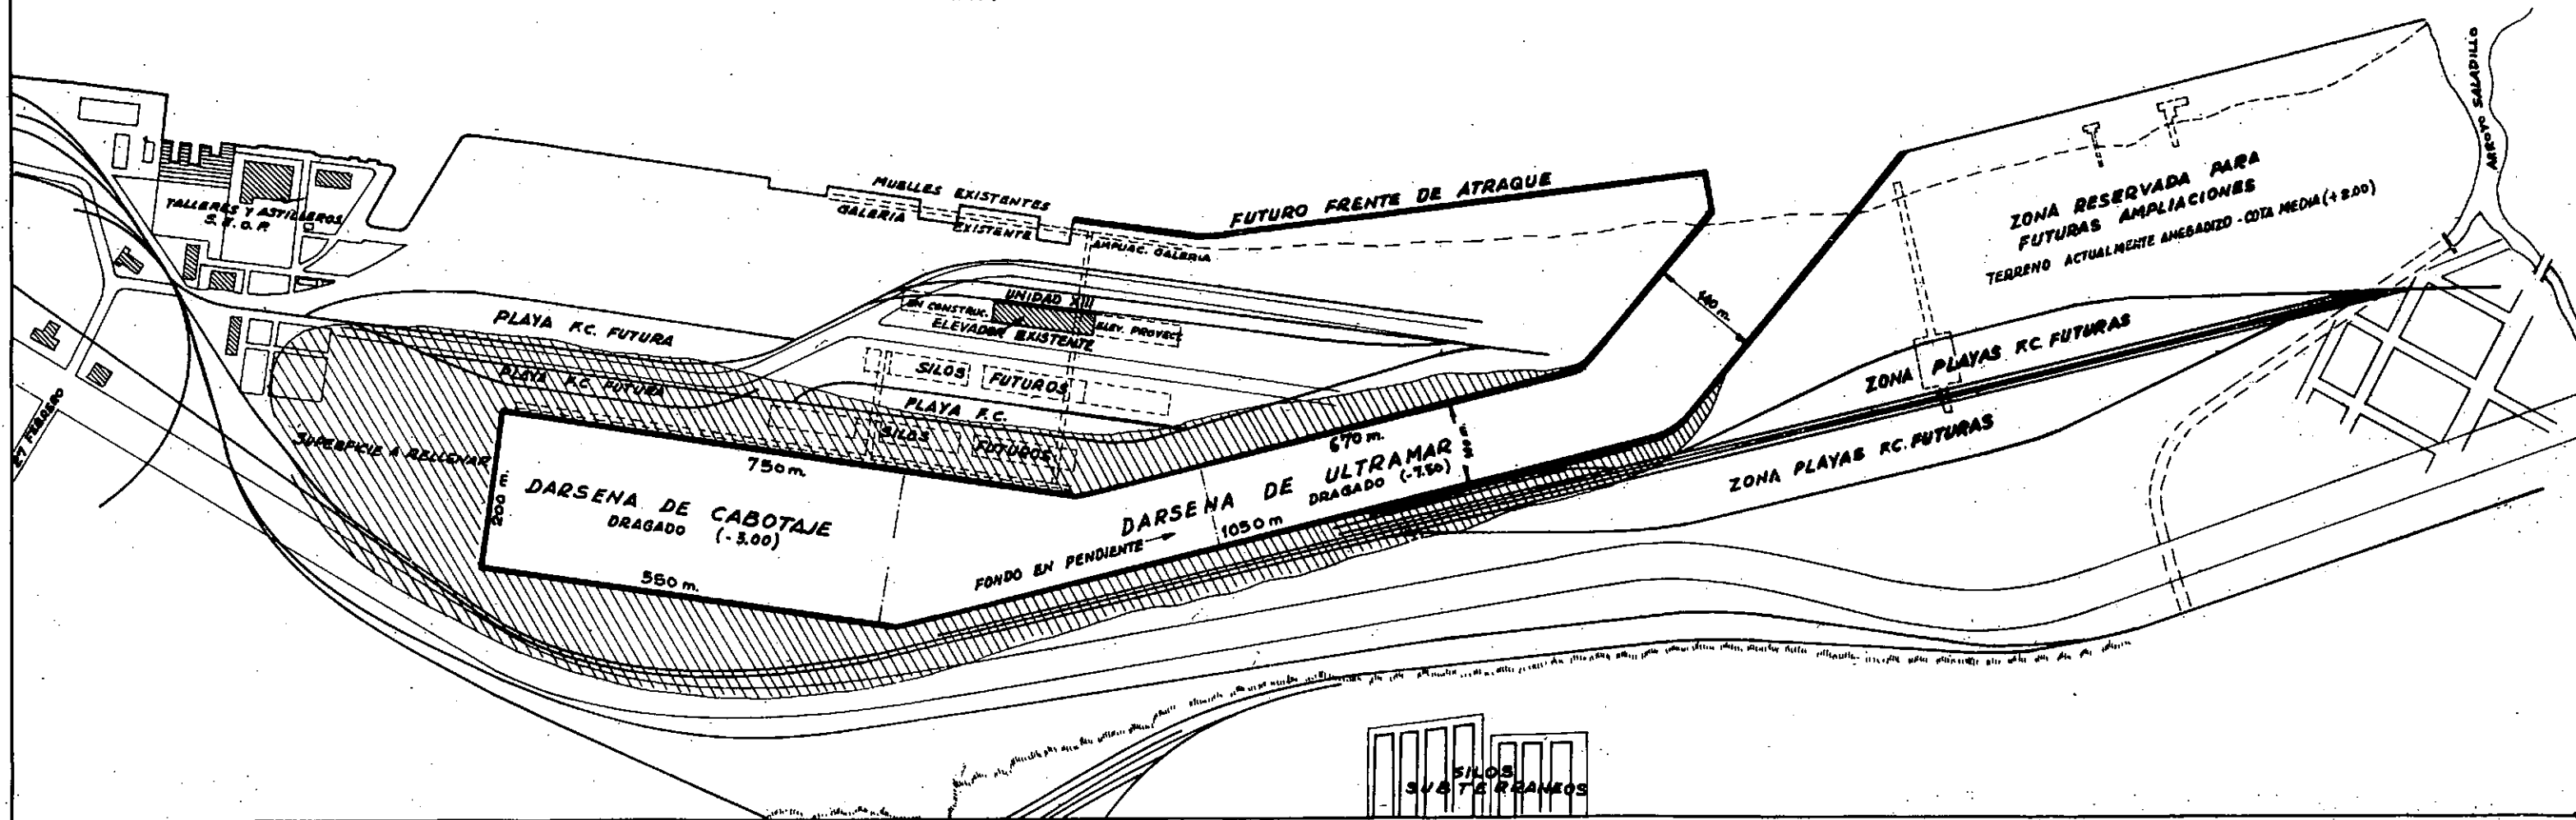 ARROYO SALADILLO
TALLERES Y ASTILLEROS
S. E. O. P.
MUELLES EXISTENTES
GALERIA EXISTENTE
AMPLIAC. GALERIA
FUTURO FRENTE DE ATRAQUE
ZONA RESERVADA PARA
FUTURAS AMPLIACIONES
TERRENO ACTUALMENTE ANEGADIZO - COTA MEDIA (+2.00)
140 m.
UNIDAD XIII
EN CONSTRUC.
ELEV. PROYECT
ELEVADOR EXISTENTE
PLAYA F.C. FUTURA
PLAYA F.C. FUTURA
SILOS FUTUROS
PLAYA F.C.
SILOS FUTUROS
ZONA PLAYAS F.C. FUTURAS
ZONA PLAYAS F.C. FUTURAS
27 FEBRERO
SUPERFICIE A RELLENAR
750 m.
200 m.
DARSENA DE CABOTAJE
DRAGADO (-3.00)
550 m.
670 m.
DARSENA DE ULTRAMAR
DRAGADO (-7.50)
1050 m
FONDO EN PENDIENTE
SILOS
SUBTERRANEOS